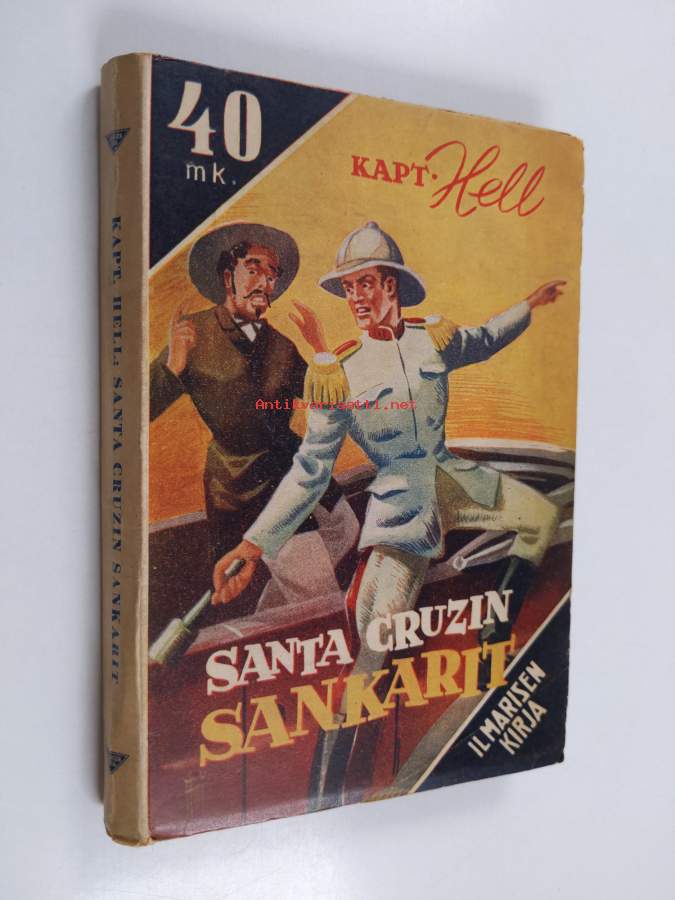 40
mk.
KAPT. Hell
Antikvariaatti.net
SANTA CRUZIN
SANKARIT
ILMARISEN
KIRJA
KAPT. HELL: SANTA CRUZIN SANKARIT